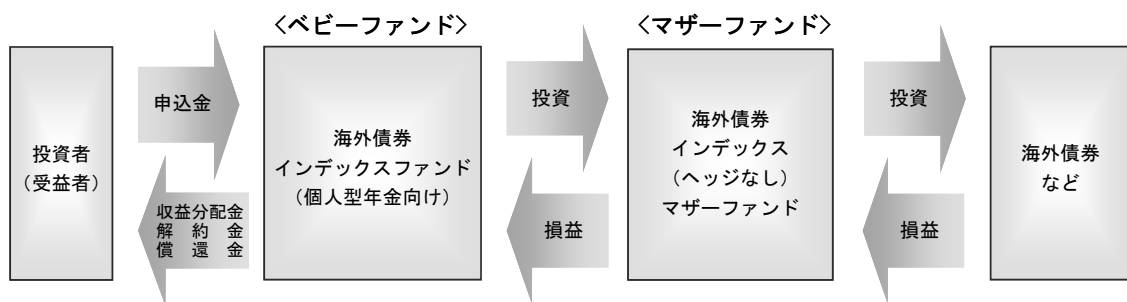 〈ベビーファンド〉
〈マザーファンド〉
投資者
（受益者）
申込金
収益分配金
解約金
償還金
海外債券
インデックスファンド
（個人型年金向け）
投資
損益
海外債券
インデックス
（ヘッジなし）
マザーファンド
投資
損益
海外債券
など